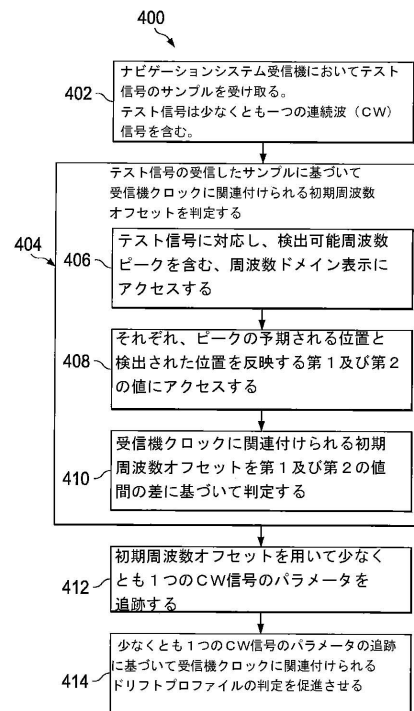 400
ナビゲーションシステム受信機においてテスト
信号のサンプルを受け取る。
402
テスト信号は少なくとも一つの連続波(CW)
信号を含む。
テスト信号の受信したサンプルに基づいて
受信機クロックに関連付けられる初期周波数
オフセットを判定する
404
406
テスト信号に対応し、検出可能周波数
ピークを含む、周波数ドメイン表示に
アクセスする
408
それぞれ、ピークの予期される位置と
検出された位置を反映する第1及び第2
の値にアクセスする
410
受信機クロックに関連付けられる初期
周波数オフセットを第1及び第2の値
間の差に基づいて判定する
412
初期周波数オフセットを用いて少なく
とも1つのCW信号のパラメータを
追跡する
414
少なくとも1つのCW信号のパラメータの追跡
に基づいて受信機クロックに関連付けられる
ドリフトプロファイルの判定を促進させる